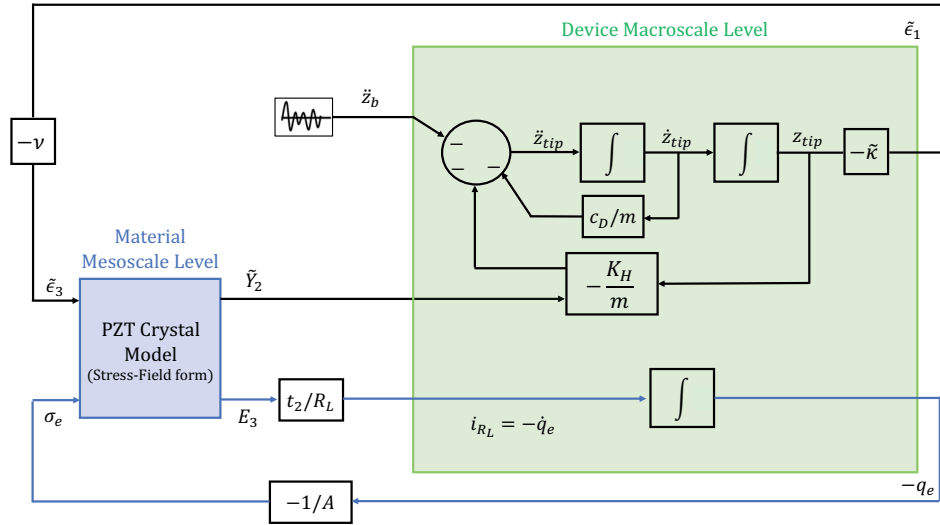 Device Macroscale Level
ε̃₁
z̈_b
−ν
−
−
−
z̈_tip
∫
ż_tip
∫
z_tip
−κ̃
c_D/m
Material
Mesoscale Level
ε̃₃
Ỹ₂
−K_H/m
PZT Crystal
Model
(Stress-Field form)
σ_e
E₃
t₂/R_L
i̇_{R_L} = −q̇_e
∫
−q_e
−1/A